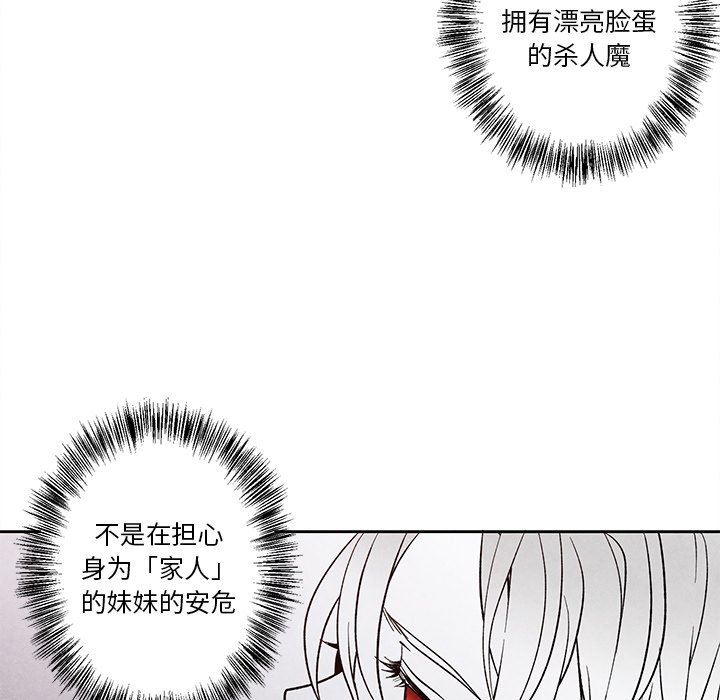 拥有漂亮脸蛋
的杀人魔
不是在担心
身为「家人」
的妹妹的安危